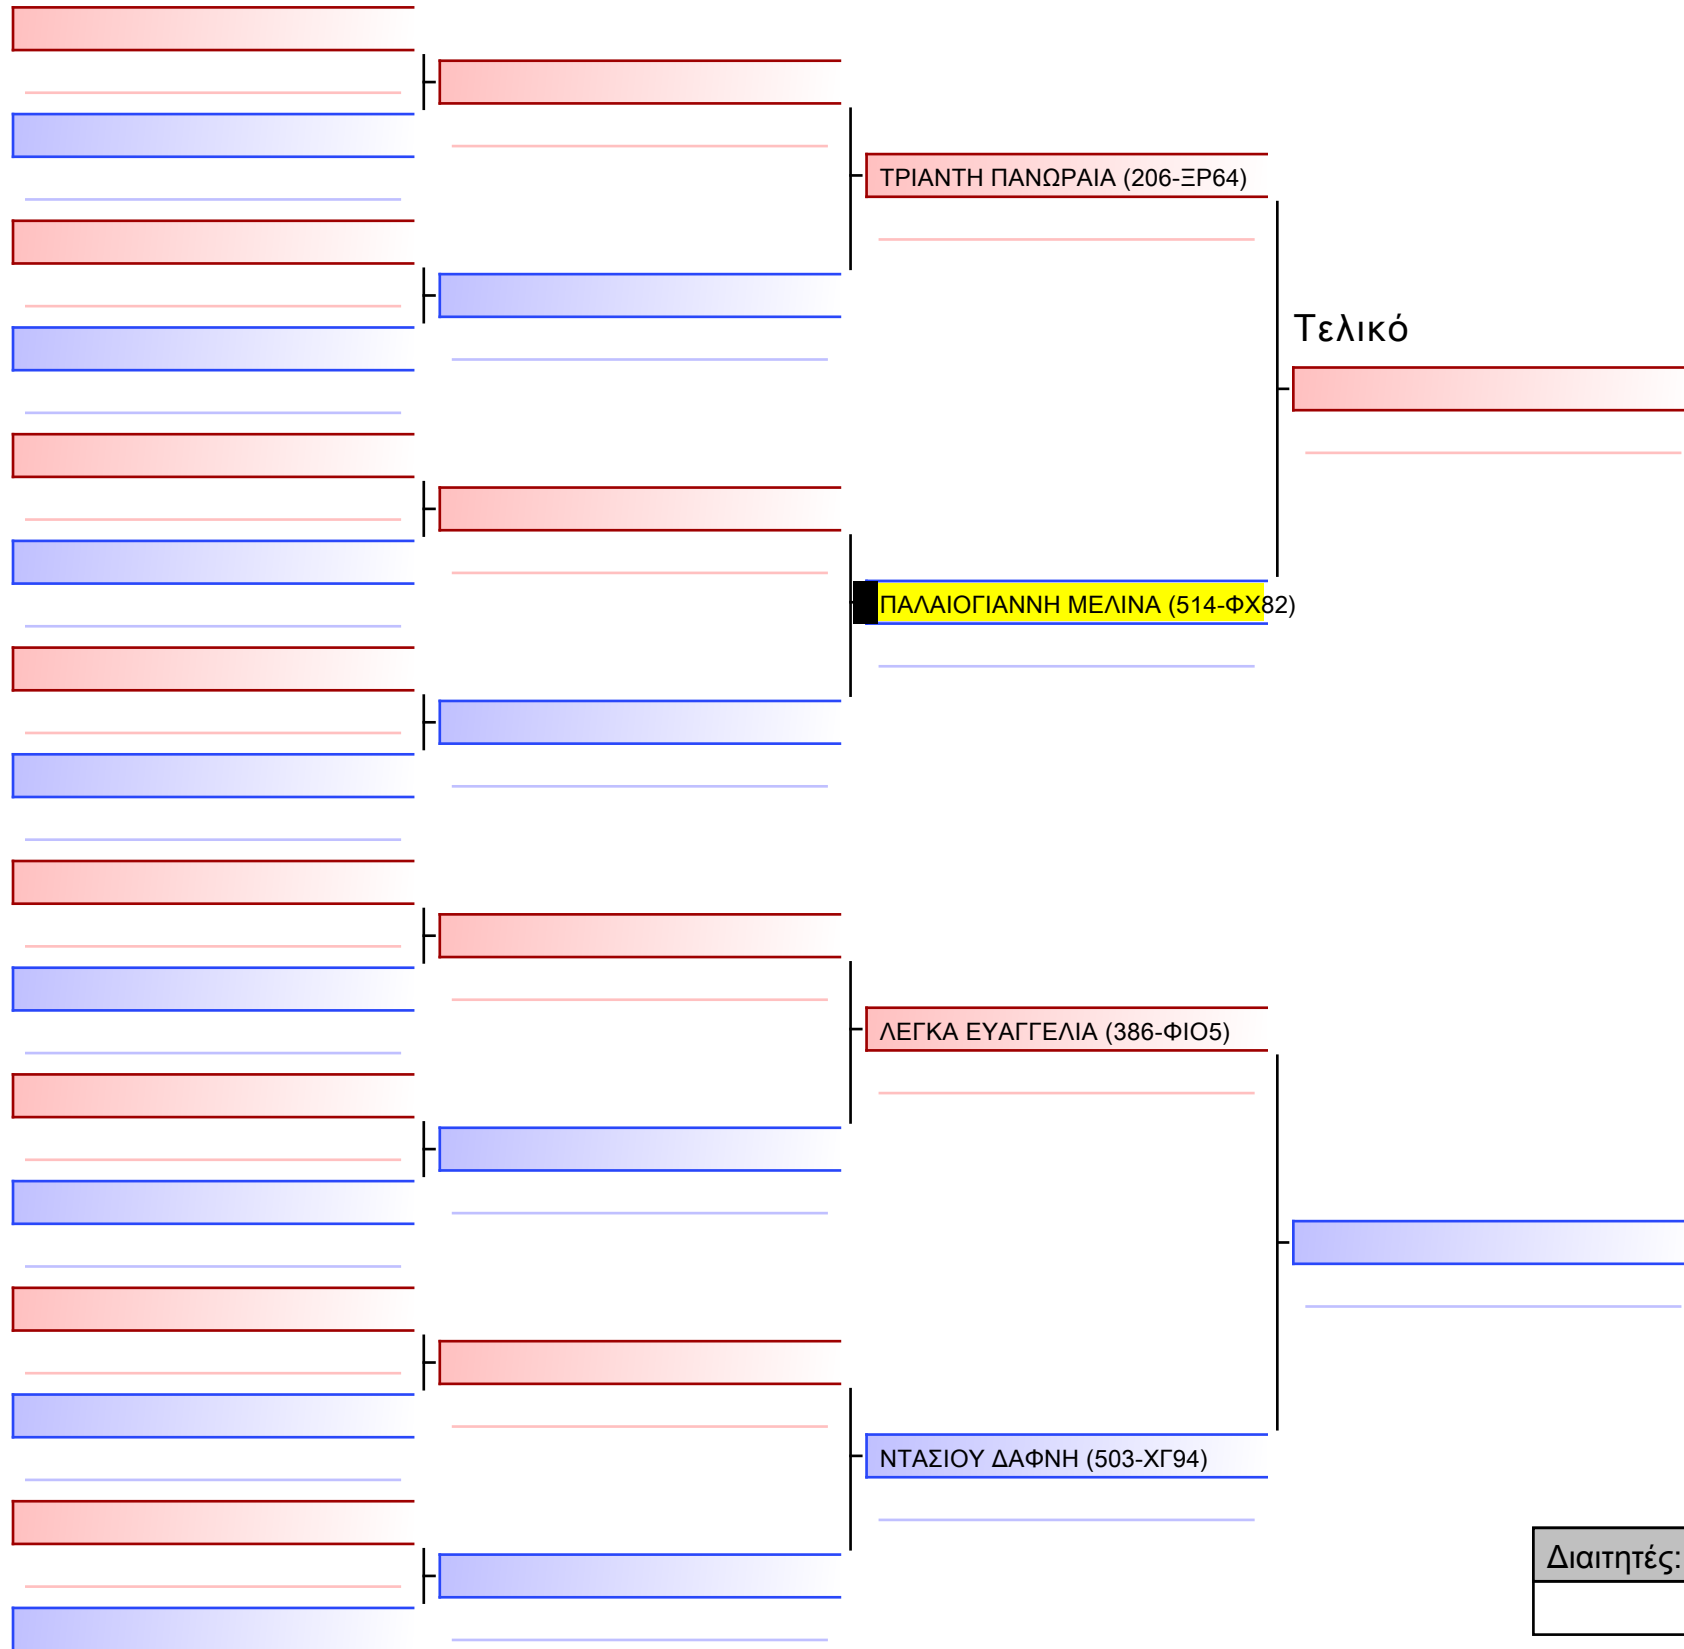 ΤΡΙΑΝΤΗ ΠΑΝΩΡΑΙΑ (206-ΞΡ64)
Τελικό
ΠΑΛΑΙΟΓΙΑΝΝΗ ΜΕΛΙΝΑ (514-ΦΧ82)
ΛΕΓΚΑ ΕΥΑΓΓΕΛΙΑ (386-ΦΙΟ5)
ΝΤΑΣΙΟΥ ΔΑΦΝΗ (503-ΧΓ94)
Διαιτητές: